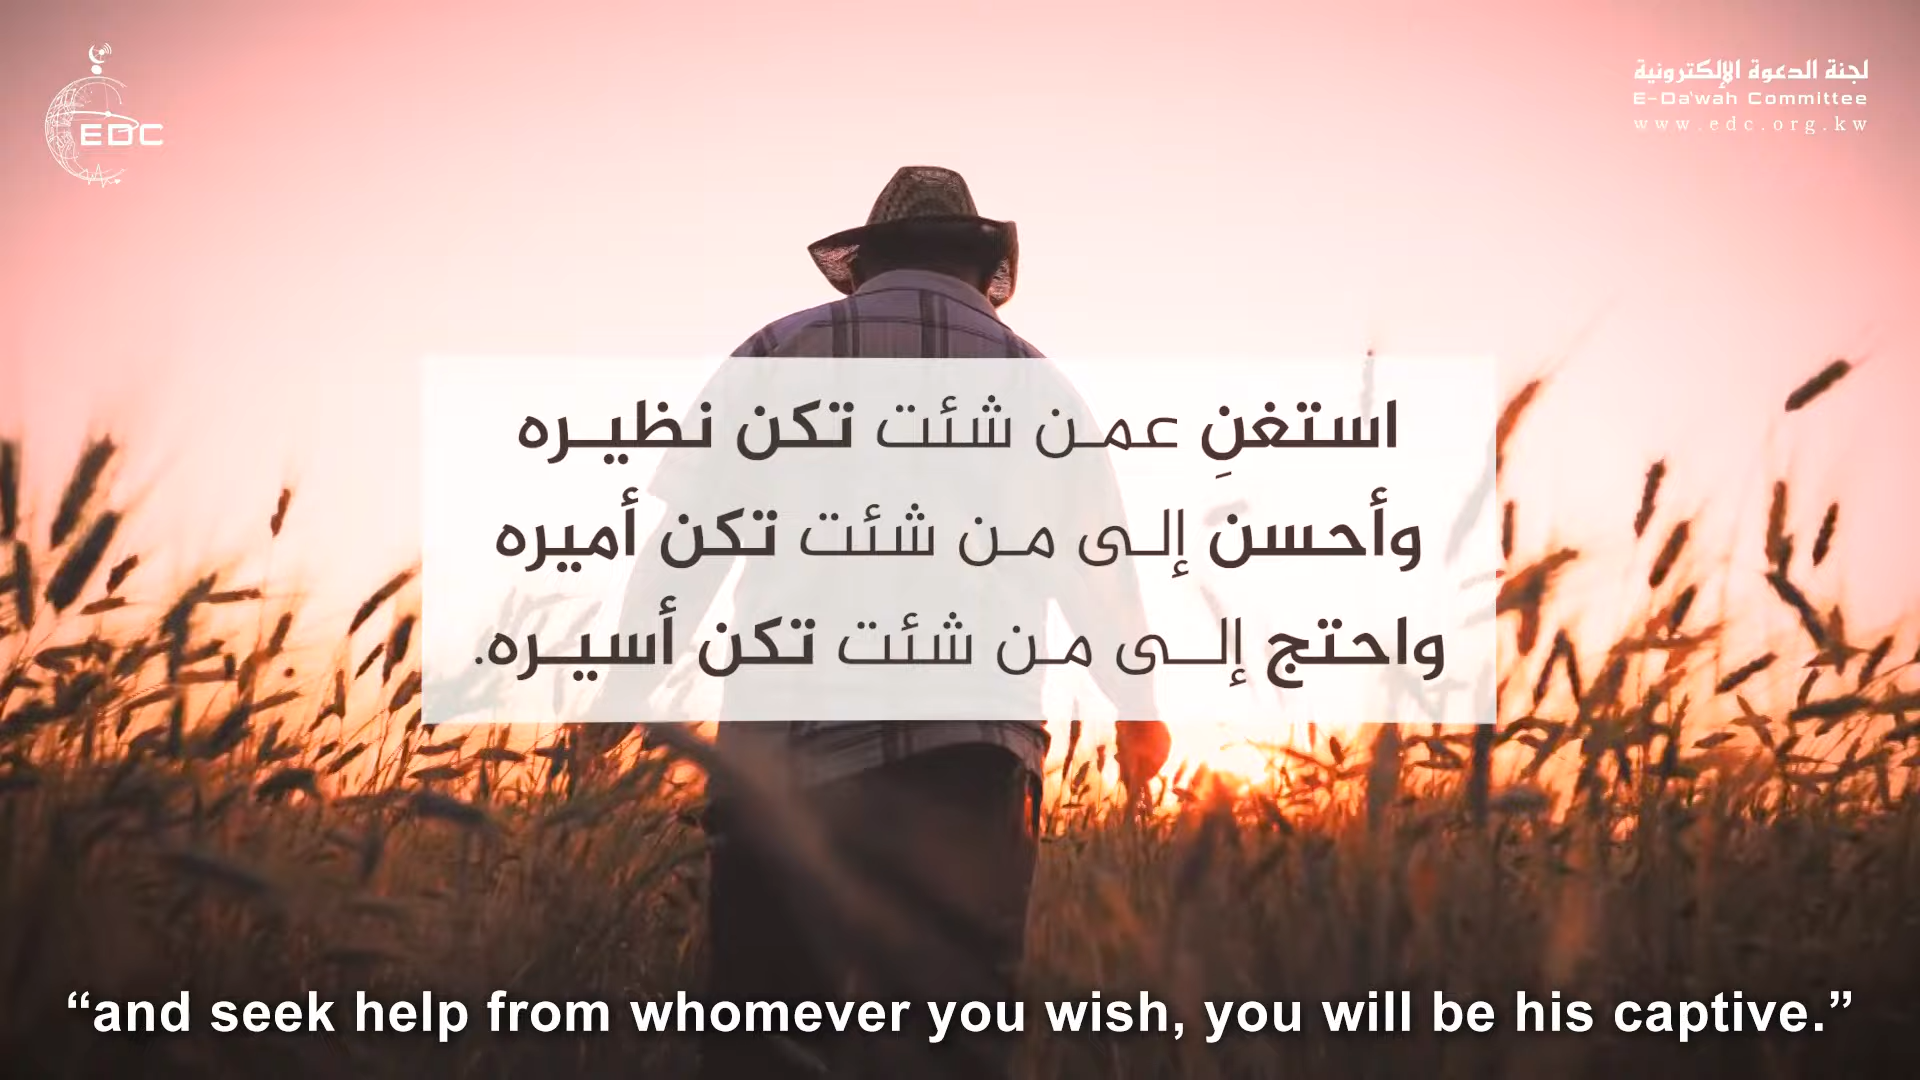 EDC
لجنة الدعوة الإلكترونية
E-Da'wah Committee
www.edc.org.kw
استغنِ عمن شئت تكن نظيره
وأحسن إلى من شئت تكن أميره
واحتج إلى من شئت تكن أسيره.
“and seek help from whomever you wish, you will be his captive.”